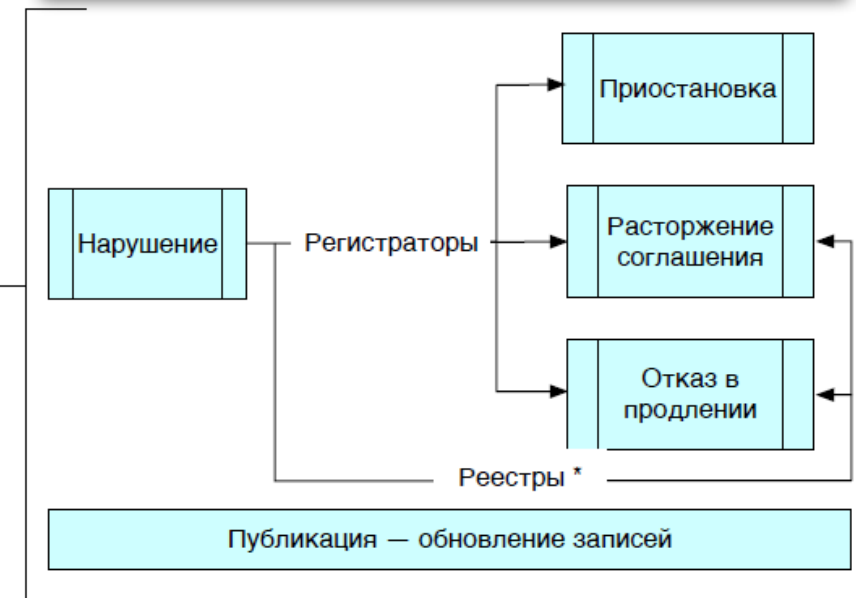 Приостановка
Нарушение
Регистраторы
Расторжение
соглашения
Отказ в
продлении
Реестры *
Публикация — обновление записей